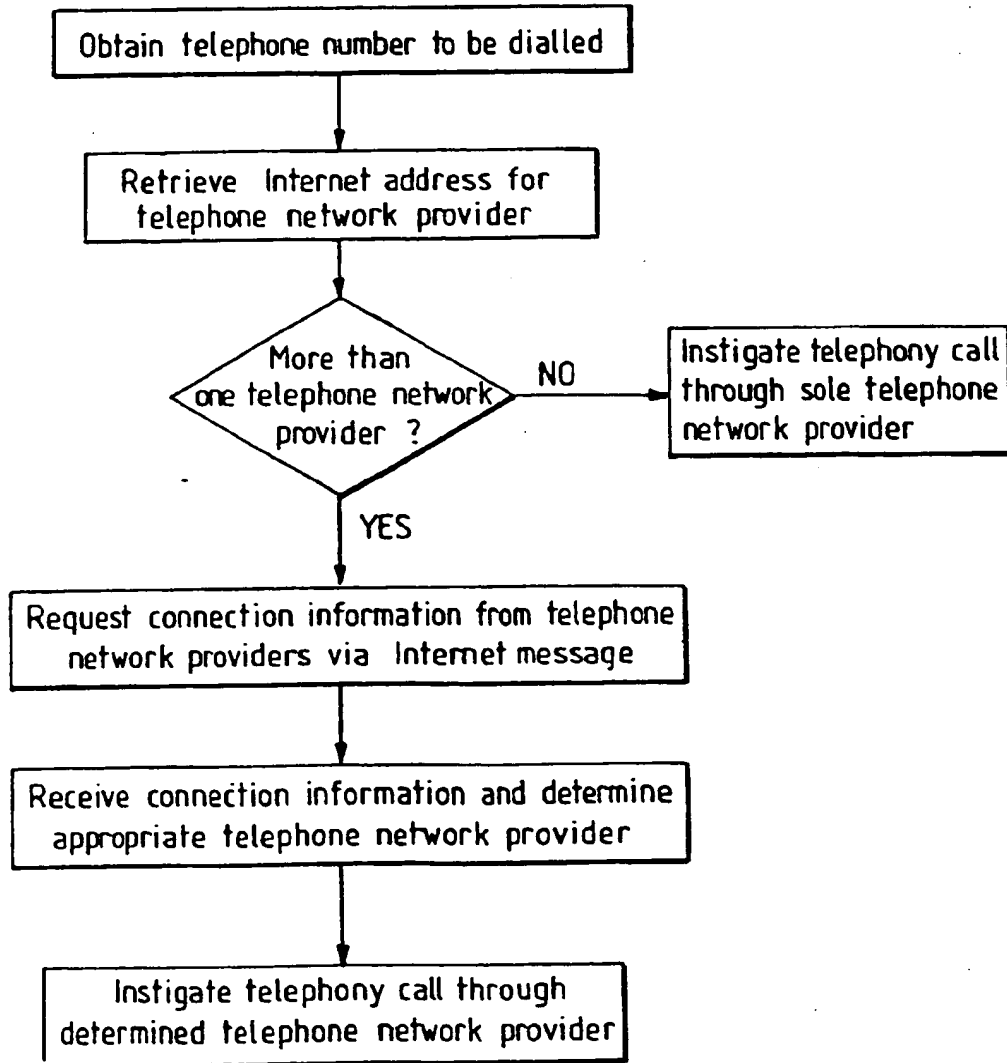 Obtain telephone number to be dialled
Retrieve Internet address for
telephone network provider
More than
one telephone network
provider ?
NO
Instigate telephony call
through sole telephone
network provider
YES
Request connection information from telephone
network providers via Internet message
Receive connection information and determine
appropriate telephone network provider
Instigate telephony call through
determined telephone network provider